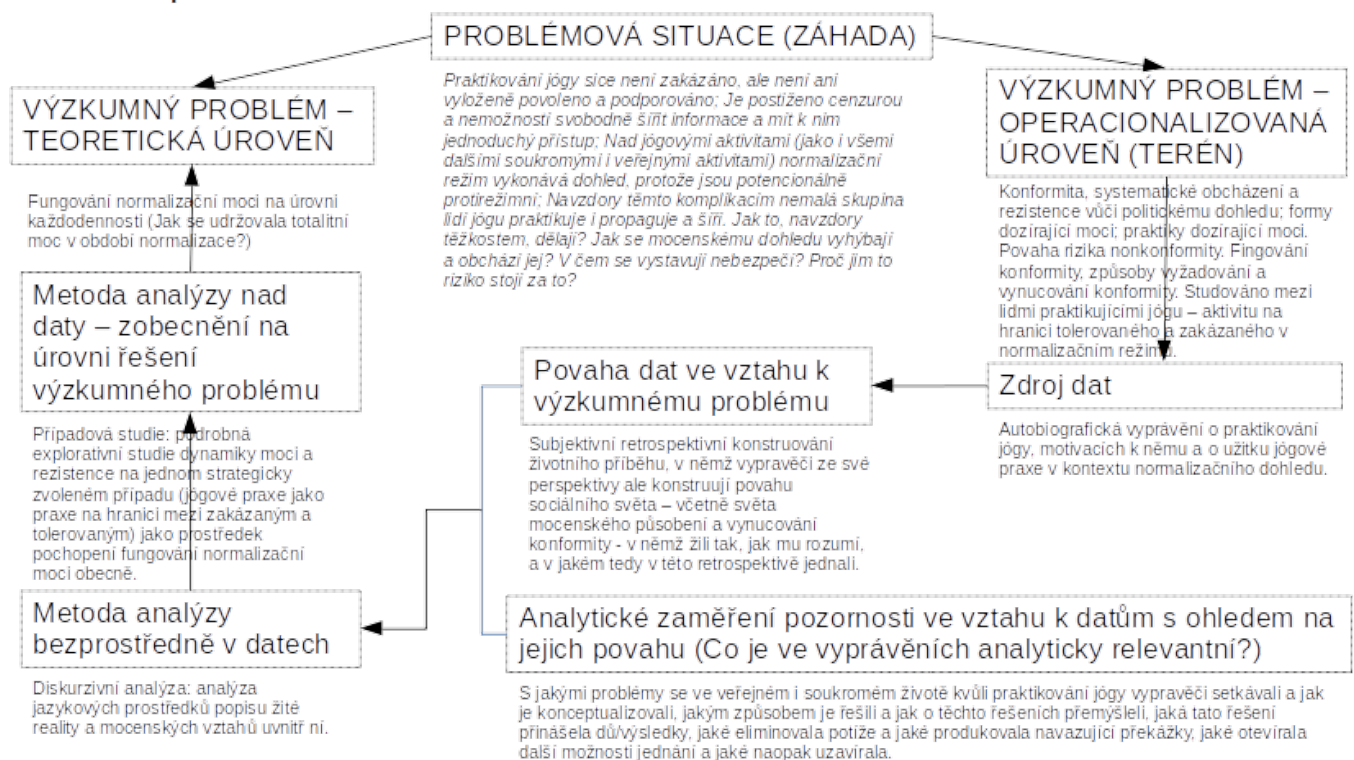 PROBLÉMOVÁ SITUACE (ZÁHADA)
Praktikování jógy sice není zakázáno, ale není ani
vyloženě povoleno a podporováno; Je postiženo cenzurou
a nemožností svobodně šířit informace a mít k nim
jednoduchý přístup; Nad jógovými aktivitami (jako i všemi
dalšími soukromými i veřejnými aktivitami) normalizační
režim vykonává dohled, protože jsou potencionálně
protirežimní; Navzdory těmto komplikacím nemalá skupina
lidí jógu praktikuje i propaguje a šíří. Jak to, navzdory
těžkostem, dělají? Jak se mocenskému dohledu vyhýbají
a obchází jej? V čem se vystavují nebezpečí? Proč jim to
riziko stojí za to?
VÝZKUMNÝ PROBLÉM –
TEORETICKÁ ÚROVEŇ
Fungování normalizační moci na úrovni
každodennosti (Jak se udržovala totalitní
moc v období normalizace?)
VÝZKUMNÝ PROBLÉM –
OPERACIONALIZOVANÁ
ÚROVEŇ (TERÉN)
Konformita, systematické obcházení a
rezistence vůči politickému dohledu; formy
dozírající moci; praktiky dozírající moci.
Povaha rizika nonkonformity. Fingování
konformity, způsoby vyžadování a
vynucování konformity. Studováno mezi
lidmi praktikujícími jógu – aktivitu na
hranici tolerovaného a zakázaného v
normalizačním režimu.
Metoda analýzy nad
daty – zobecnění na
úrovni řešení
výzkumného problému
Případová studie: podrobná
explorativní studie dynamiky moci a
rezistence na jednom strategicky
zvoleném případu (jógové praxe jako
praxe na hranici mezi zakázaným a
tolerovaným) jako prostředek
pochopení fungování normalizační
moci obecně.
Povaha dat ve vztahu k
výzkumnému problému
Subjektivní retrospektivní konstruování
životního příběhu, v němž vypravěči ze své
perspektivy ale konstruují povahu
sociálního světa – včetně světa
mocenského působení a vynucování
konformity - v němž žili tak, jak mu rozumí,
a v jakém tedy v této retrospektivě jednali.
Zdroj dat
Autobiografická vyprávění o praktikování
jógy, motivacích k němu a o užitku jógové
praxe v kontextu normalizačního dohledu.
Metoda analýzy
bezprostředně v datech
Diskurzivní analýza: analýza
jazykových prostředků popisu žité
reality a mocenských vztahů uvnitř ní.
Analytické zaměření pozornosti ve vztahu k datům s ohledem na
jejich povahu (Co je ve vyprávěních analyticky relevantní?)
S jakými problémy se ve veřejném i soukromém životě kvůli praktikování jógy vypravěči setkávali a jak
je konceptualizovali, jakým způsobem je řešili a jak o těchto řešeních přemýšleli, jaká tato řešení
přinášela dů/výsledky, jaké eliminovala potíže a jaké produkovala navazující překážky, jaké otevírala
další možnosti jednání a jaké naopak uzavírala.